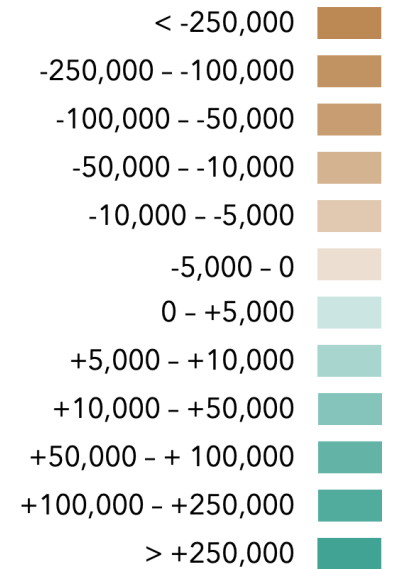 < -250,000
-250,000 – -100,000
-100,000 – -50,000
-50,000 – -10,000
-10,000 – -5,000
-5,000 – 0
0 – +5,000
+5,000 – +10,000
+10,000 – +50,000
+50,000 – + 100,000
+100,000 – +250,000
> +250,000